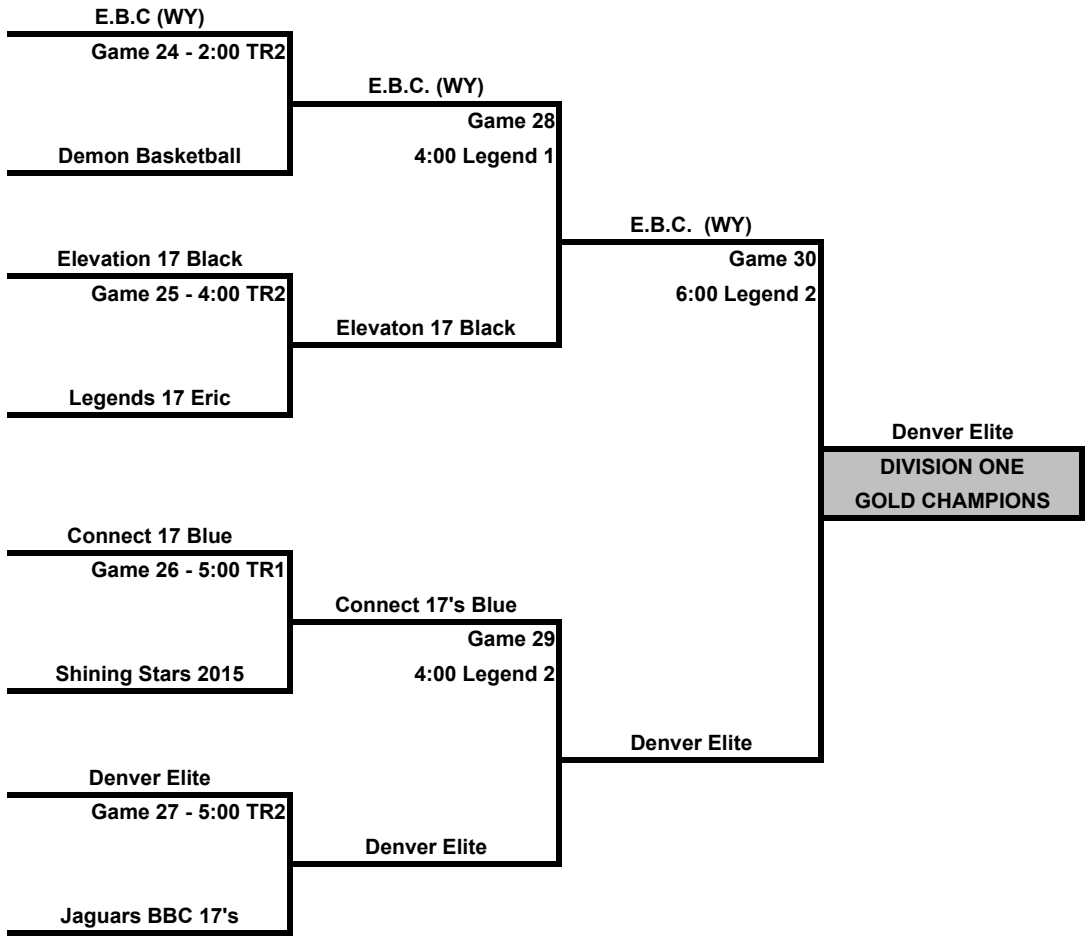 E.B.C (WY)
Game 24 - 2:00 TR2
E.B.C. (WY)
Game 28
Demon Basketball
4:00 Legend 1
E.B.C. (WY)
Elevation 17 Black
Game 30
Game 25 - 4:00 TR2
6:00 Legend 2
Elevaton 17 Black
Legends 17 Eric
Denver Elite
DIVISION ONE
GOLD CHAMPIONS
Connect 17 Blue
Game 26 - 5:00 TR1
Connect 17's Blue
Game 29
Shining Stars 2015
4:00 Legend 2
Denver Elite
Denver Elite
Game 27 - 5:00 TR2
Denver Elite
Jaguars BBC 17's